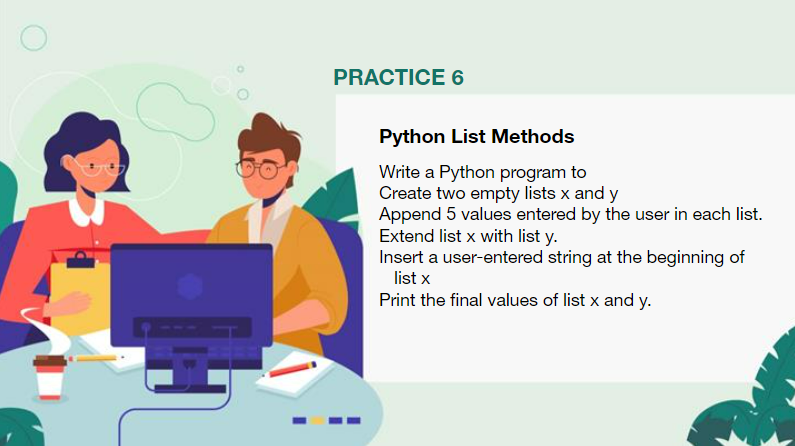 PRACTICE 6
Python List Methods
Write a Python program to
Create two empty lists x and y
Append 5 values entered by the user in each list.
Extend list x with list y.
Insert a user-entered string at the beginning of
list x
Print the final values of list x and y.